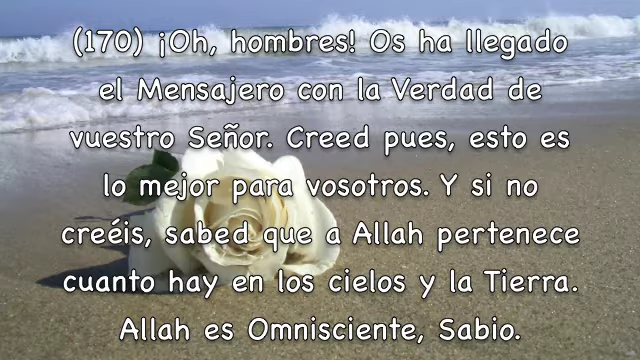 (170) ¡Oh, hombres! Os ha llegado
el Mensajero con la Verdad de
vuestro Señor. Creed pues, esto es
lo mejor para vosotros. Y si no
creéis, sabed que a Allah pertenece
cuanto hay en los cielos y la Tierra.
Allah es Omnisciente, Sabio.